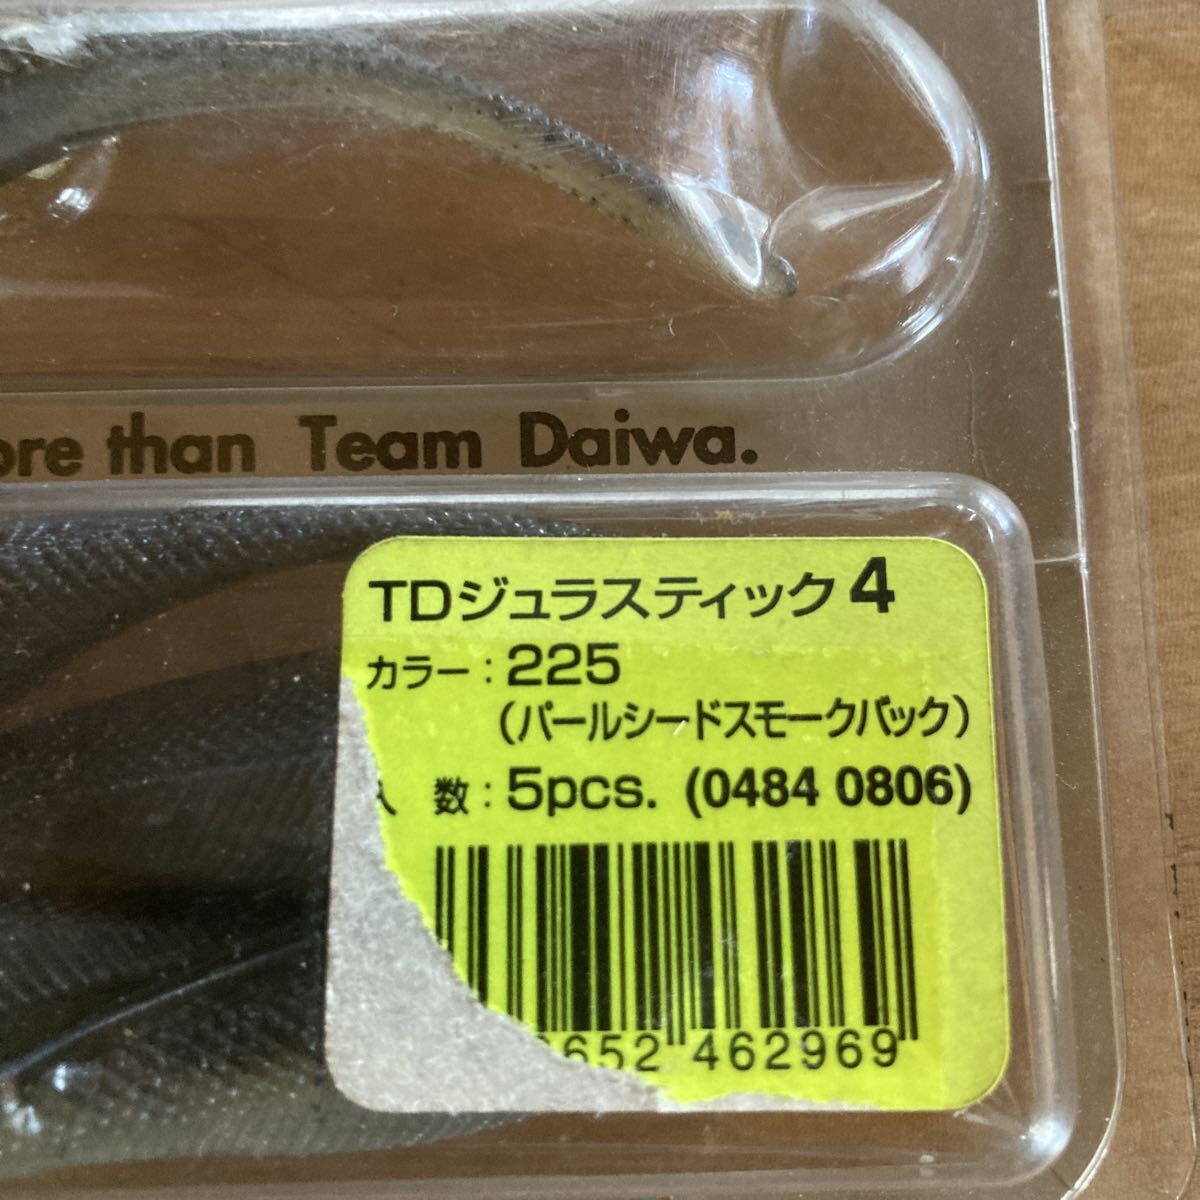 than Team Daiwa.
TDジュラスティック4
カラー：225
（パールシードスモークバック）
数：5pcs. (0484 0806)
652 462969